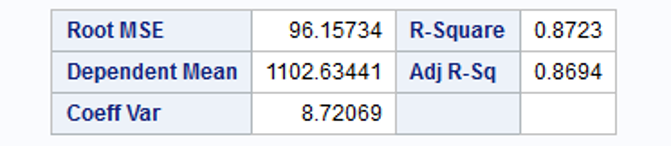 Root MSE 96.15734 R-Square 0.8723
Dependent Mean 1102.63441 Adj R-Sq 0.8694
Coeff Var 8.72069